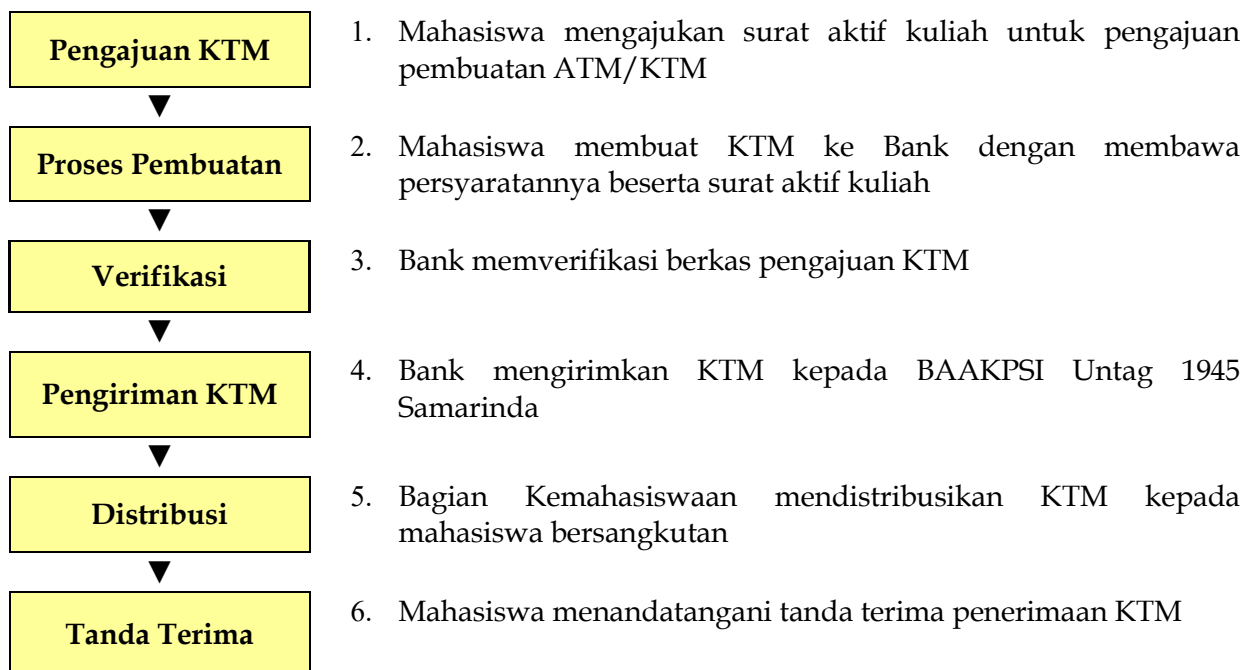 Pengajuan KTM
1. Mahasiswa mengajukan surat aktif kuliah untuk pengajuan
pembuatan ATM/KTM
▼
Proses Pembuatan
2. Mahasiswa membuat KTM ke Bank dengan membawa
persyaratannya beserta surat aktif kuliah
▼
Verifikasi
3. Bank memverifikasi berkas pengajuan KTM
▼
Pengiriman KTM
4. Bank mengirimkan KTM kepada BAAKPSI Untag 1945
Samarinda
▼
Distribusi
5. Bagian Kemahasiswaan mendistribusikan KTM kepada
mahasiswa bersangkutan
▼
Tanda Terima
6. Mahasiswa menandatangani tanda terima penerimaan KTM